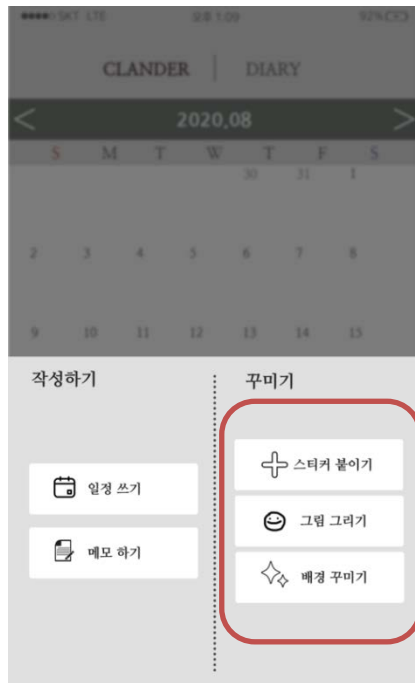 SKT LTE 오후 1:09 92%
CLANDER DIARY
< 2020.08 >
S M T W T F S
30 31 1
2 3 4 5 6 7 8
9 10 11 12 13 14 15
작성하기 꾸미기
스티커 붙이기
일정 쓰기
그림 그리기
메모 하기
배경 꾸미기